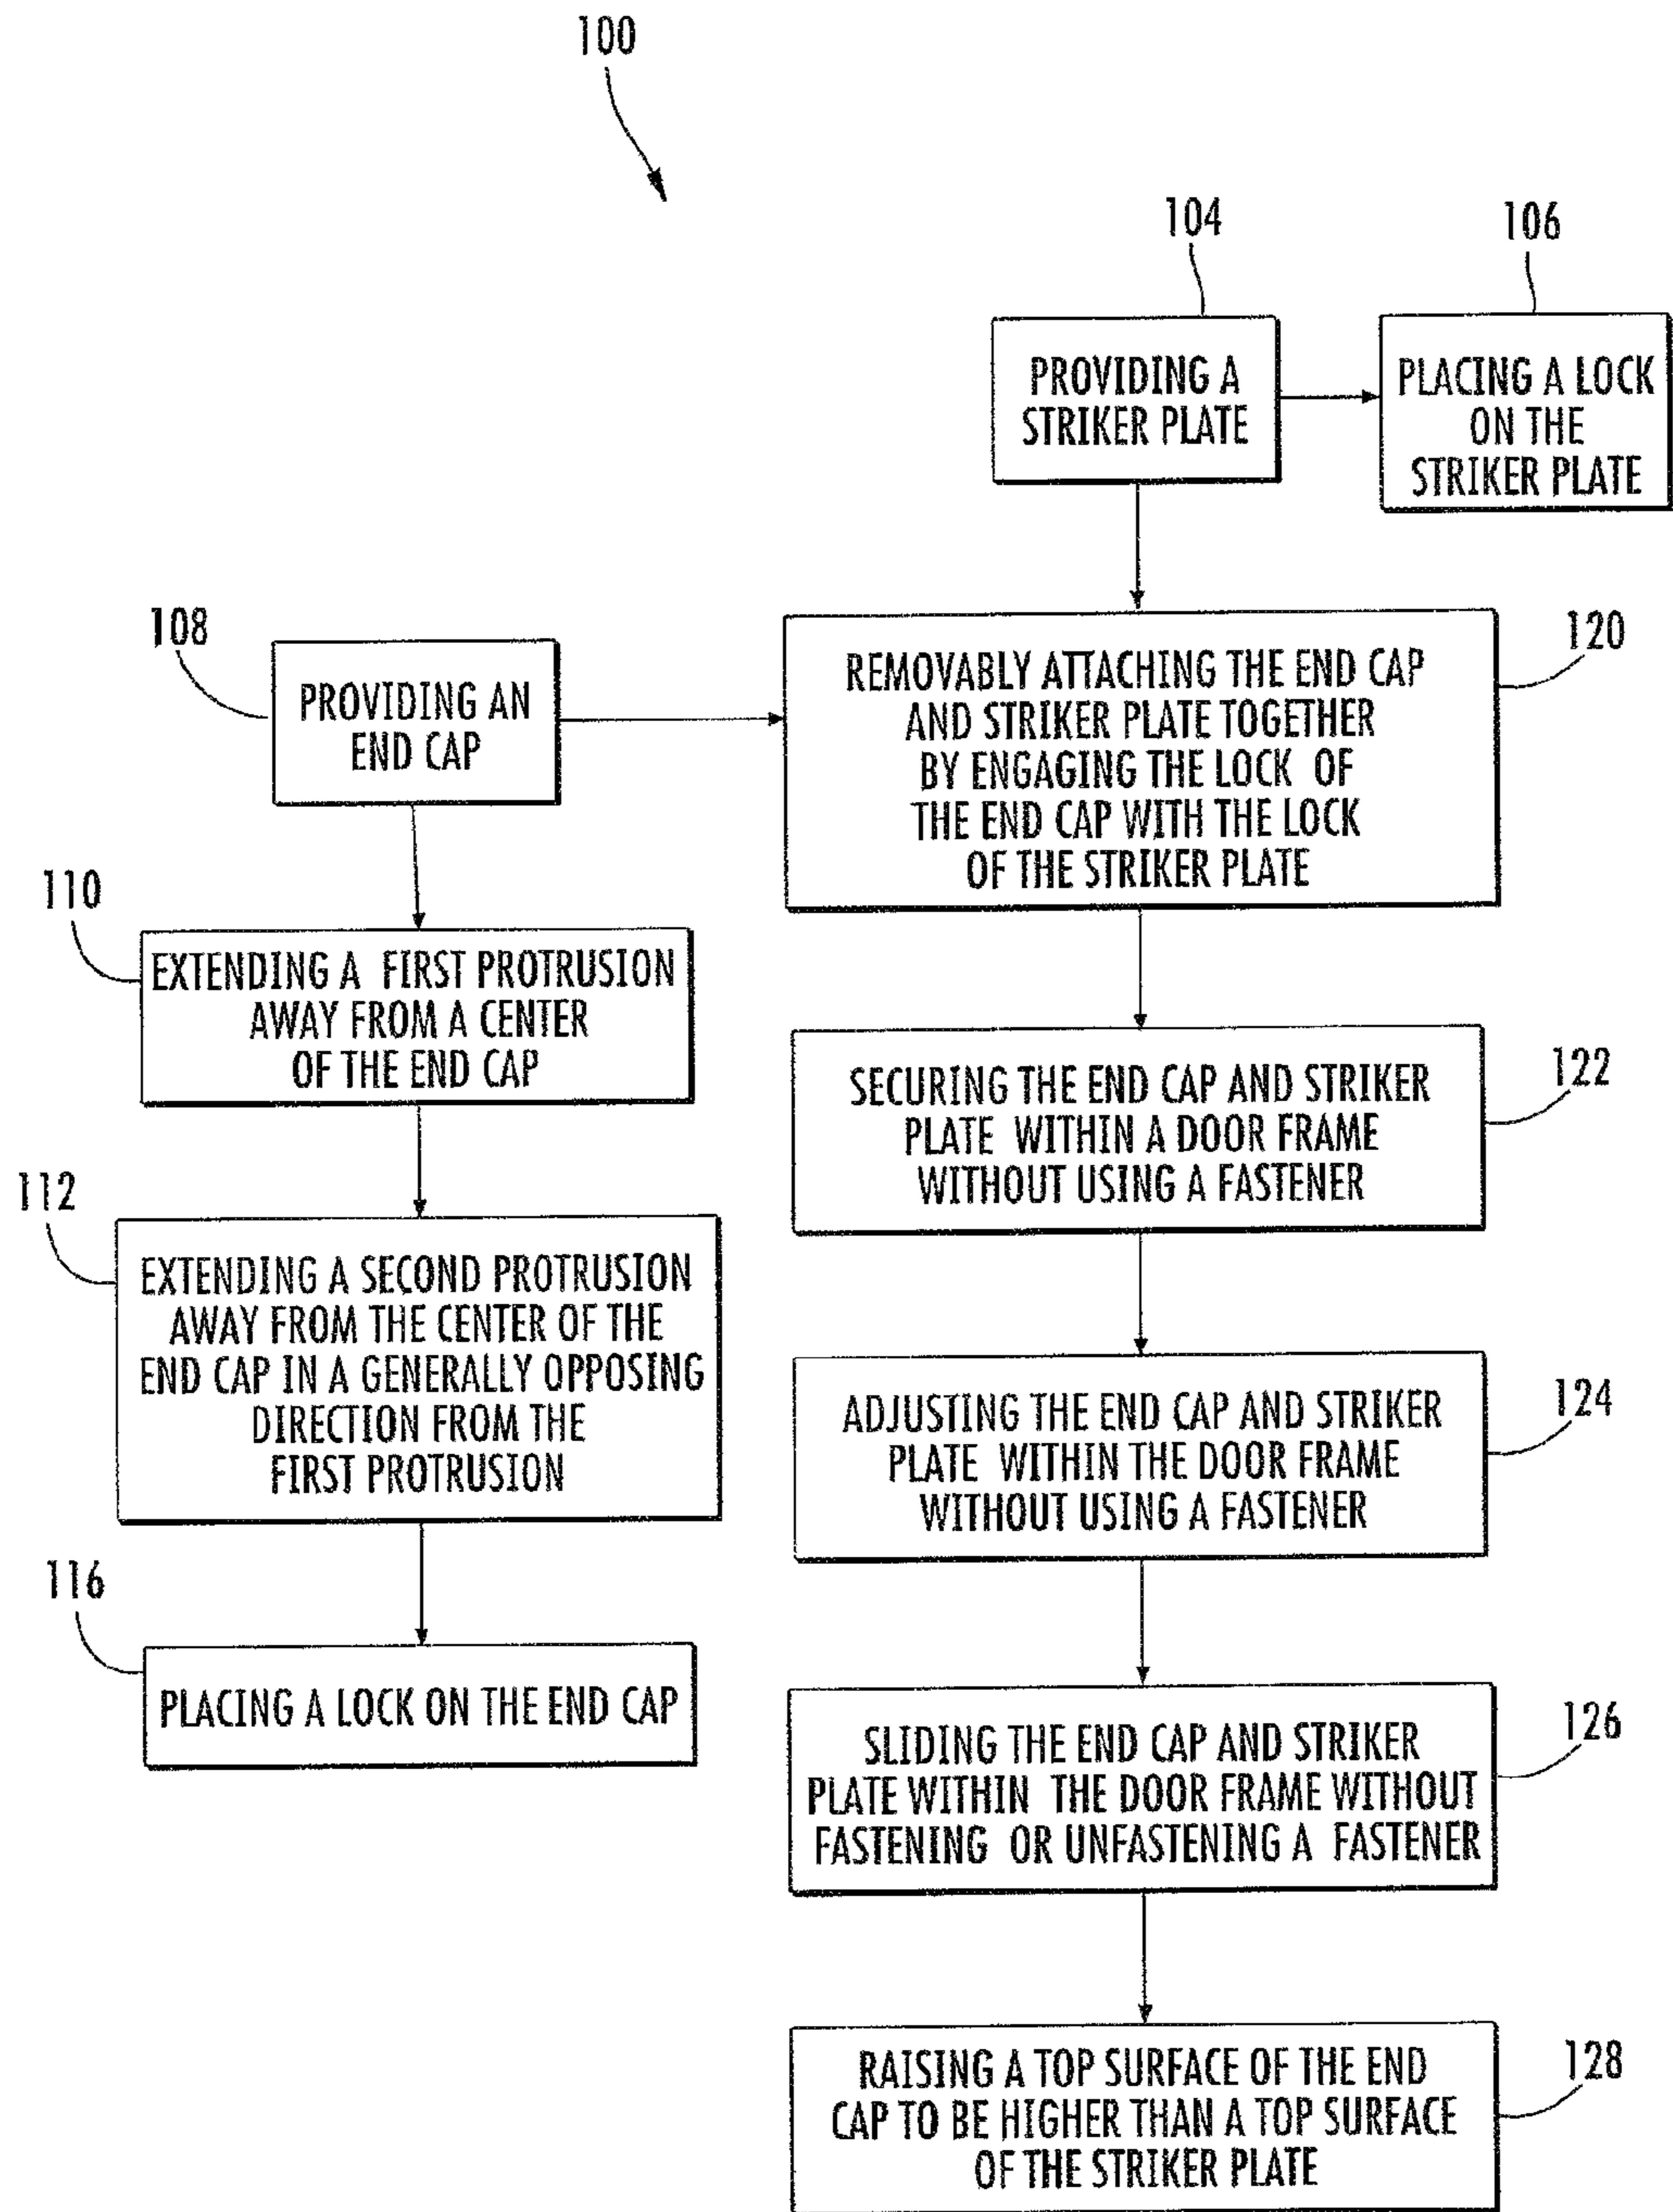 100
104
106
PROVIDING A
STRIKER PLATE
PLACING A LOCK
ON THE
STRIKER PLATE
108
PROVIDING AN
END CAP
120
REMOVABLY ATTACHING THE END CAP
AND STRIKER PLATE TOGETHER
BY ENGAGING THE LOCK OF
THE END CAP WITH THE LOCK
OF THE STRIKER PLATE
110
EXTENDING A FIRST PROTRUSION
AWAY FROM A CENTER
OF THE END CAP
122
SECURING THE END CAP AND STRIKER
PLATE WITHIN A DOOR FRAME
WITHOUT USING A FASTENER
112
EXTENDING A SECOND PROTRUSION
AWAY FROM THE CENTER OF THE
END CAP IN A GENERALLY OPPOSING
DIRECTION FROM THE
FIRST PROTRUSION
124
ADJUSTING THE END CAP AND STRIKER
PLATE WITHIN THE DOOR FRAME
WITHOUT USING A FASTENER
116
PLACING A LOCK ON THE END CAP
126
SLIDING THE END CAP AND STRIKER
PLATE WITHIN THE DOOR FRAME WITHOUT
FASTENING OR UNFASTENING A FASTENER
128
RAISING A TOP SURFACE OF THE END
CAP TO BE HIGHER THAN A TOP SURFACE
OF THE STRIKER PLATE